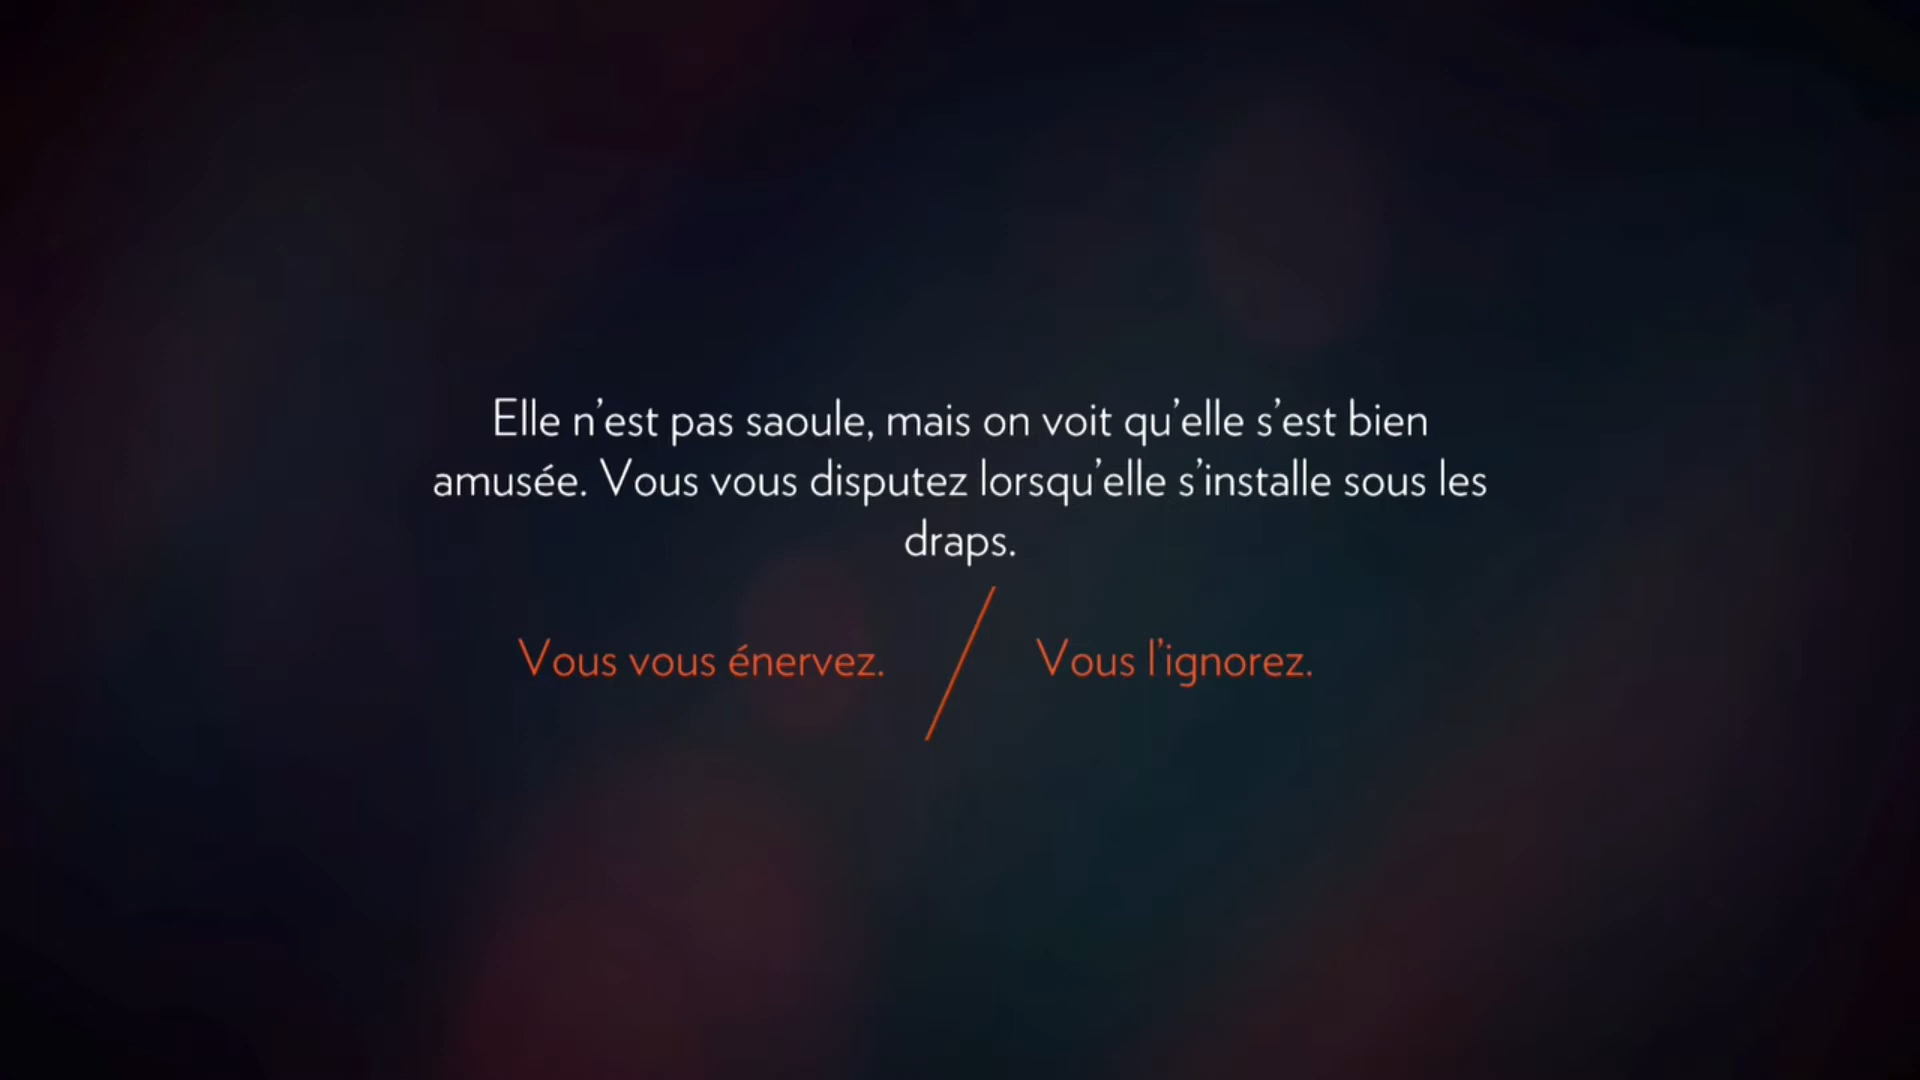 Elle n’est pas saoule, mais on voit qu’elle s’est bien
amusée. Vous vous disputez lorsqu’elle s’installe sous les
draps.
Vous vous énervez.
Vous l’ignorez.